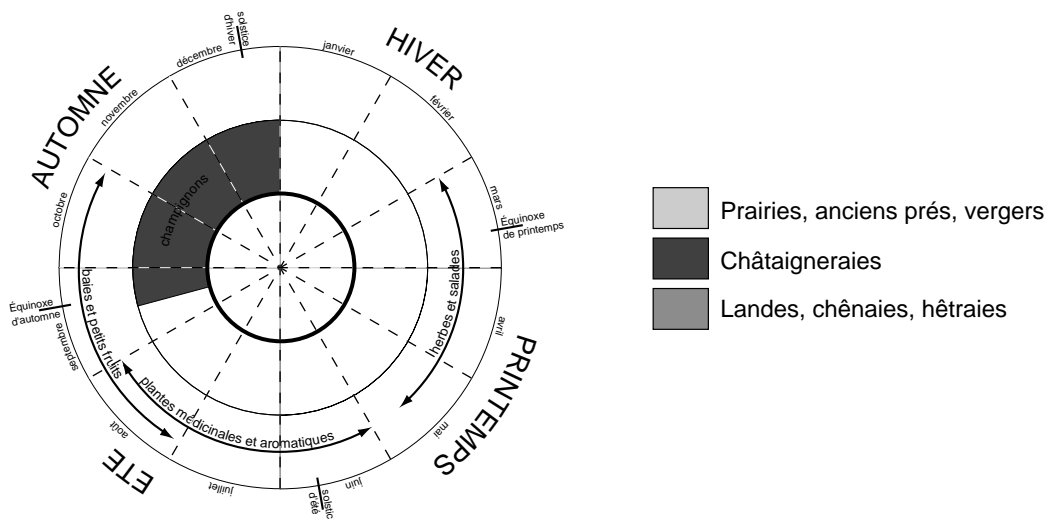 solstice
d'hiver
décembre
janvier
HIVER
février
mars
Équinoxe
de printemps
avril
PRINTEMPS
mai
juin
solstic
d'été
juillet
ETE
août
septembre
Équinoxe
d'automne
octobre
AUTOMNE
novembre
champignons
baies et petits fruits
plantes médicinales et aromatiques
lherbes et salades
Prairies, anciens prés, vergers
Châtaigneraies
Landes, chênaies, hêtraies